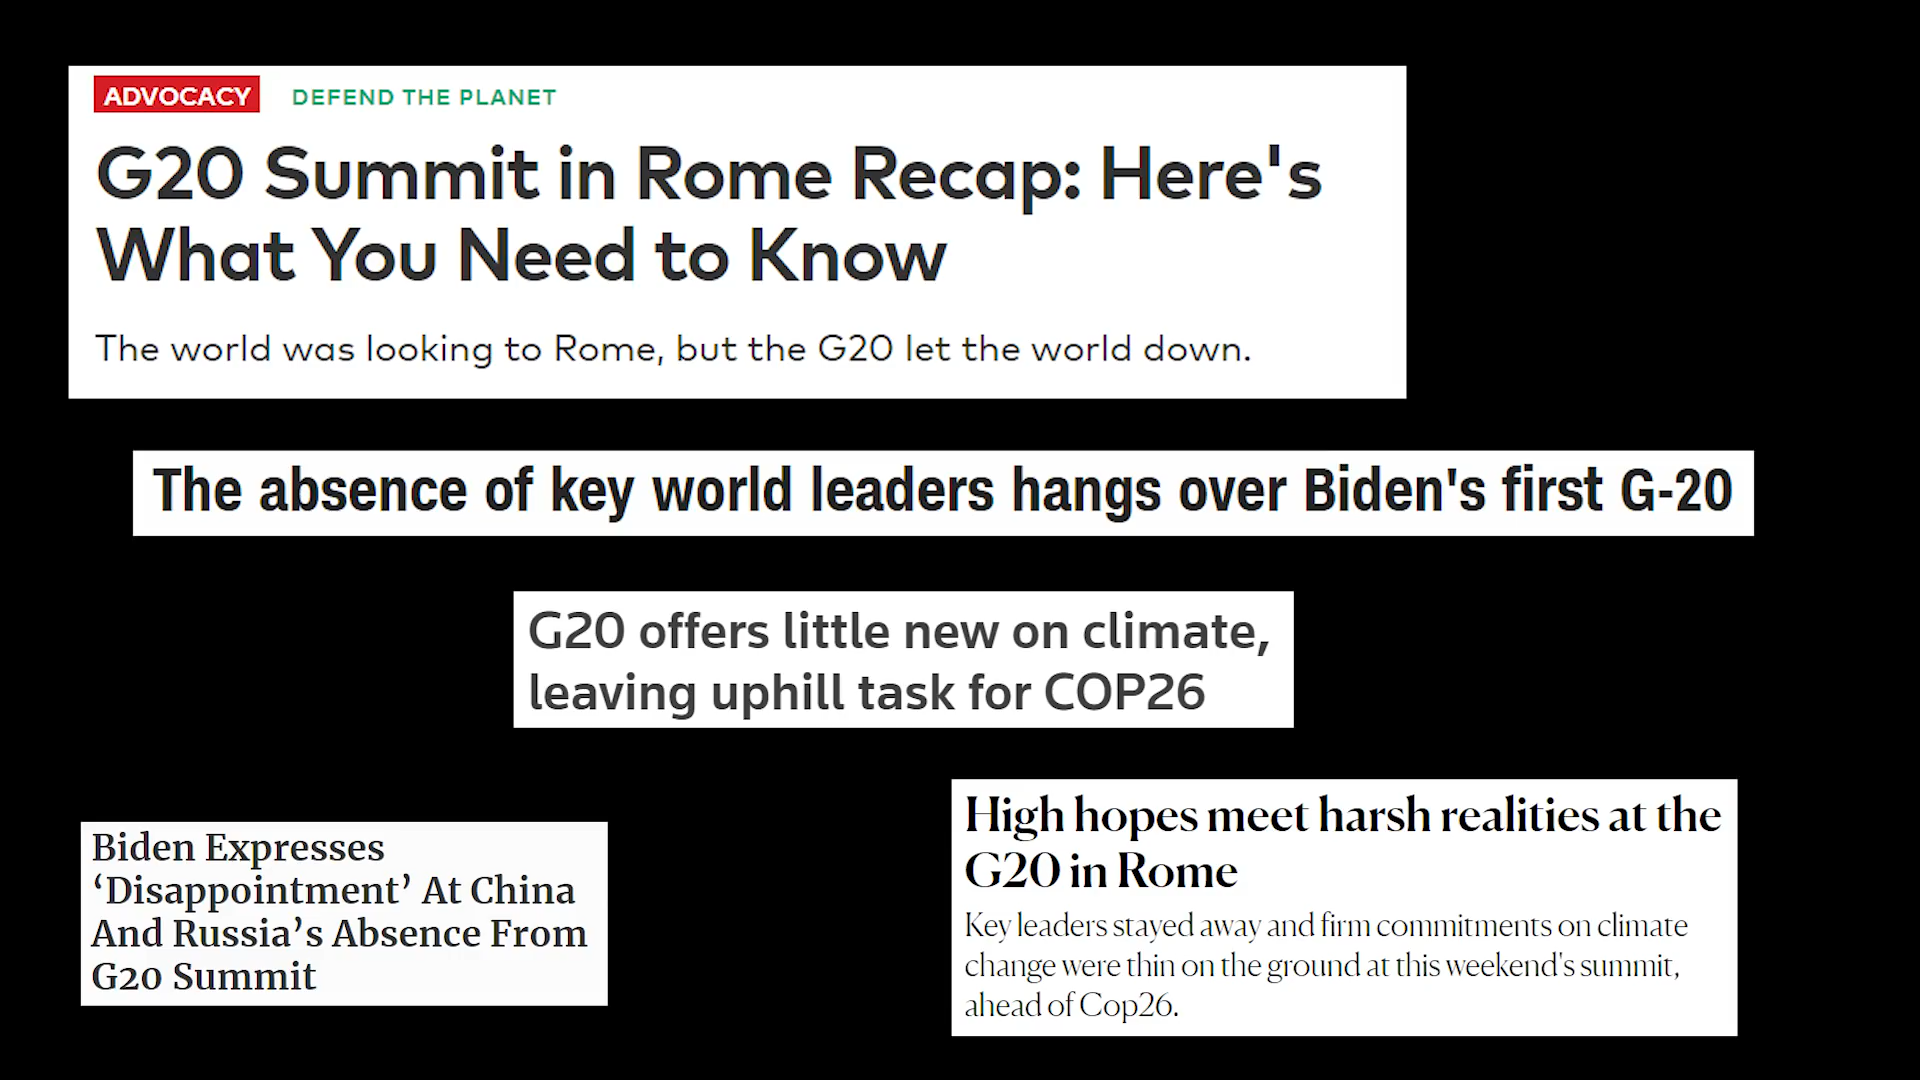 ADVOCACY DEFEND THE PLANET
G20 Summit in Rome Recap: Here's
What You Need to Know
The world was looking to Rome, but the G20 let the world down.
The absence of key world leaders hangs over Biden's first G-20
G20 offers little new on climate,
leaving uphill task for COP26
Biden Expresses
‘Disappointment’ At China
And Russia’s Absence From
G20 Summit
High hopes meet harsh realities at the
G20 in Rome
Key leaders stayed away and firm commitments on climate
change were thin on the ground at this weekend's summit,
ahead of Cop26.